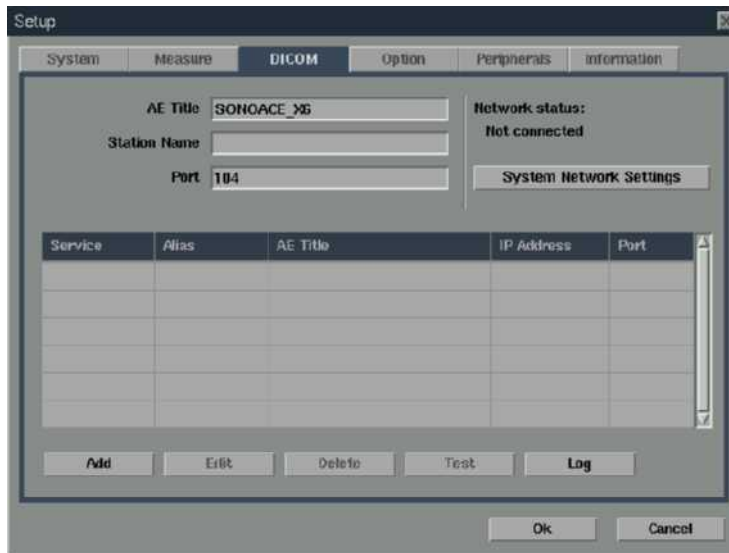 Setup
System Measure DICOM Option Peripherals Information
AE Title SONOACE_X6
Station Name
Port 104
Network status:
Not connected
System Network Settings
Service Alias AE Title IP Address Port
Add Edit Delete Test Log
Ok Cancel